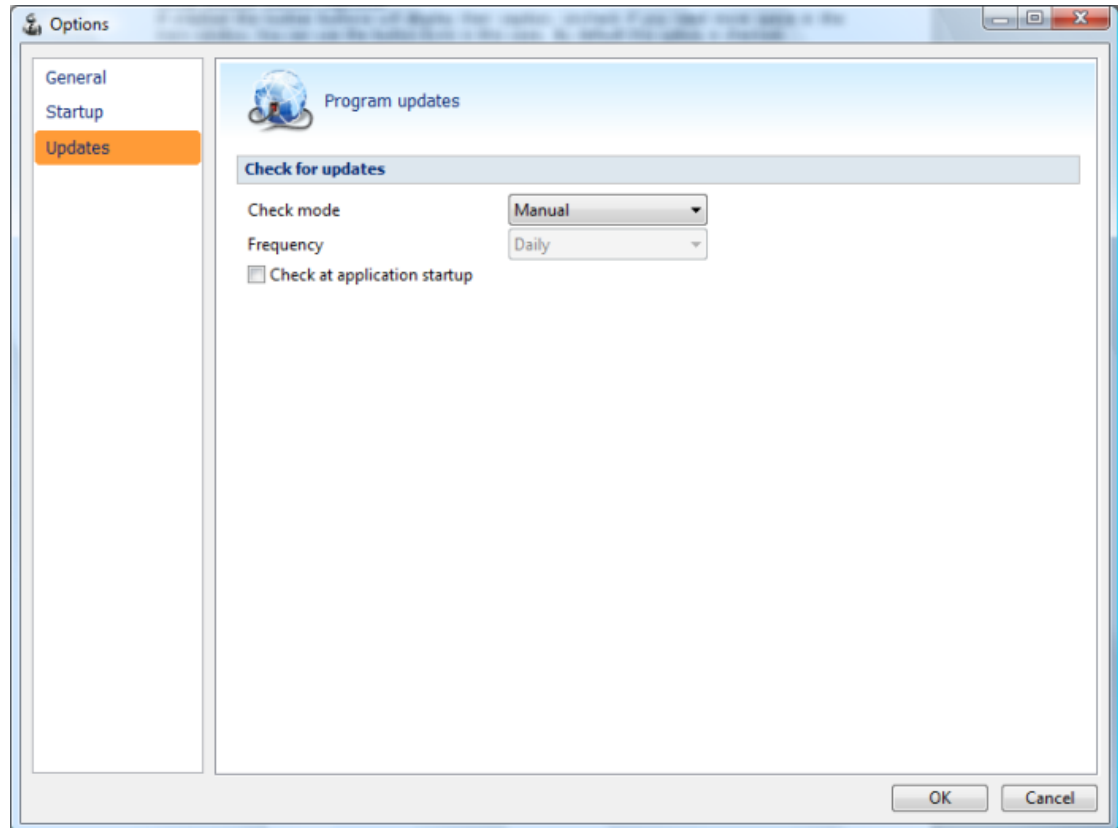 Options
General
Startup
Updates
Program updates
Check for updates
Check mode
Manual
Frequency
Daily
Check at application startup
OK
Cancel